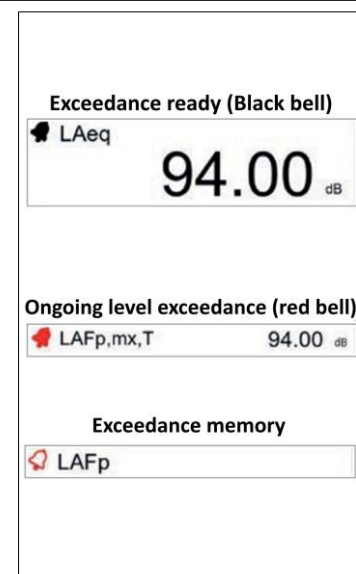 Exceedance ready (Black bell)
LAeq
94.00 dB
Ongoing level exceedance (red bell)
LAFp,mx,T 94.00 dB
Exceedance memory
LAFp